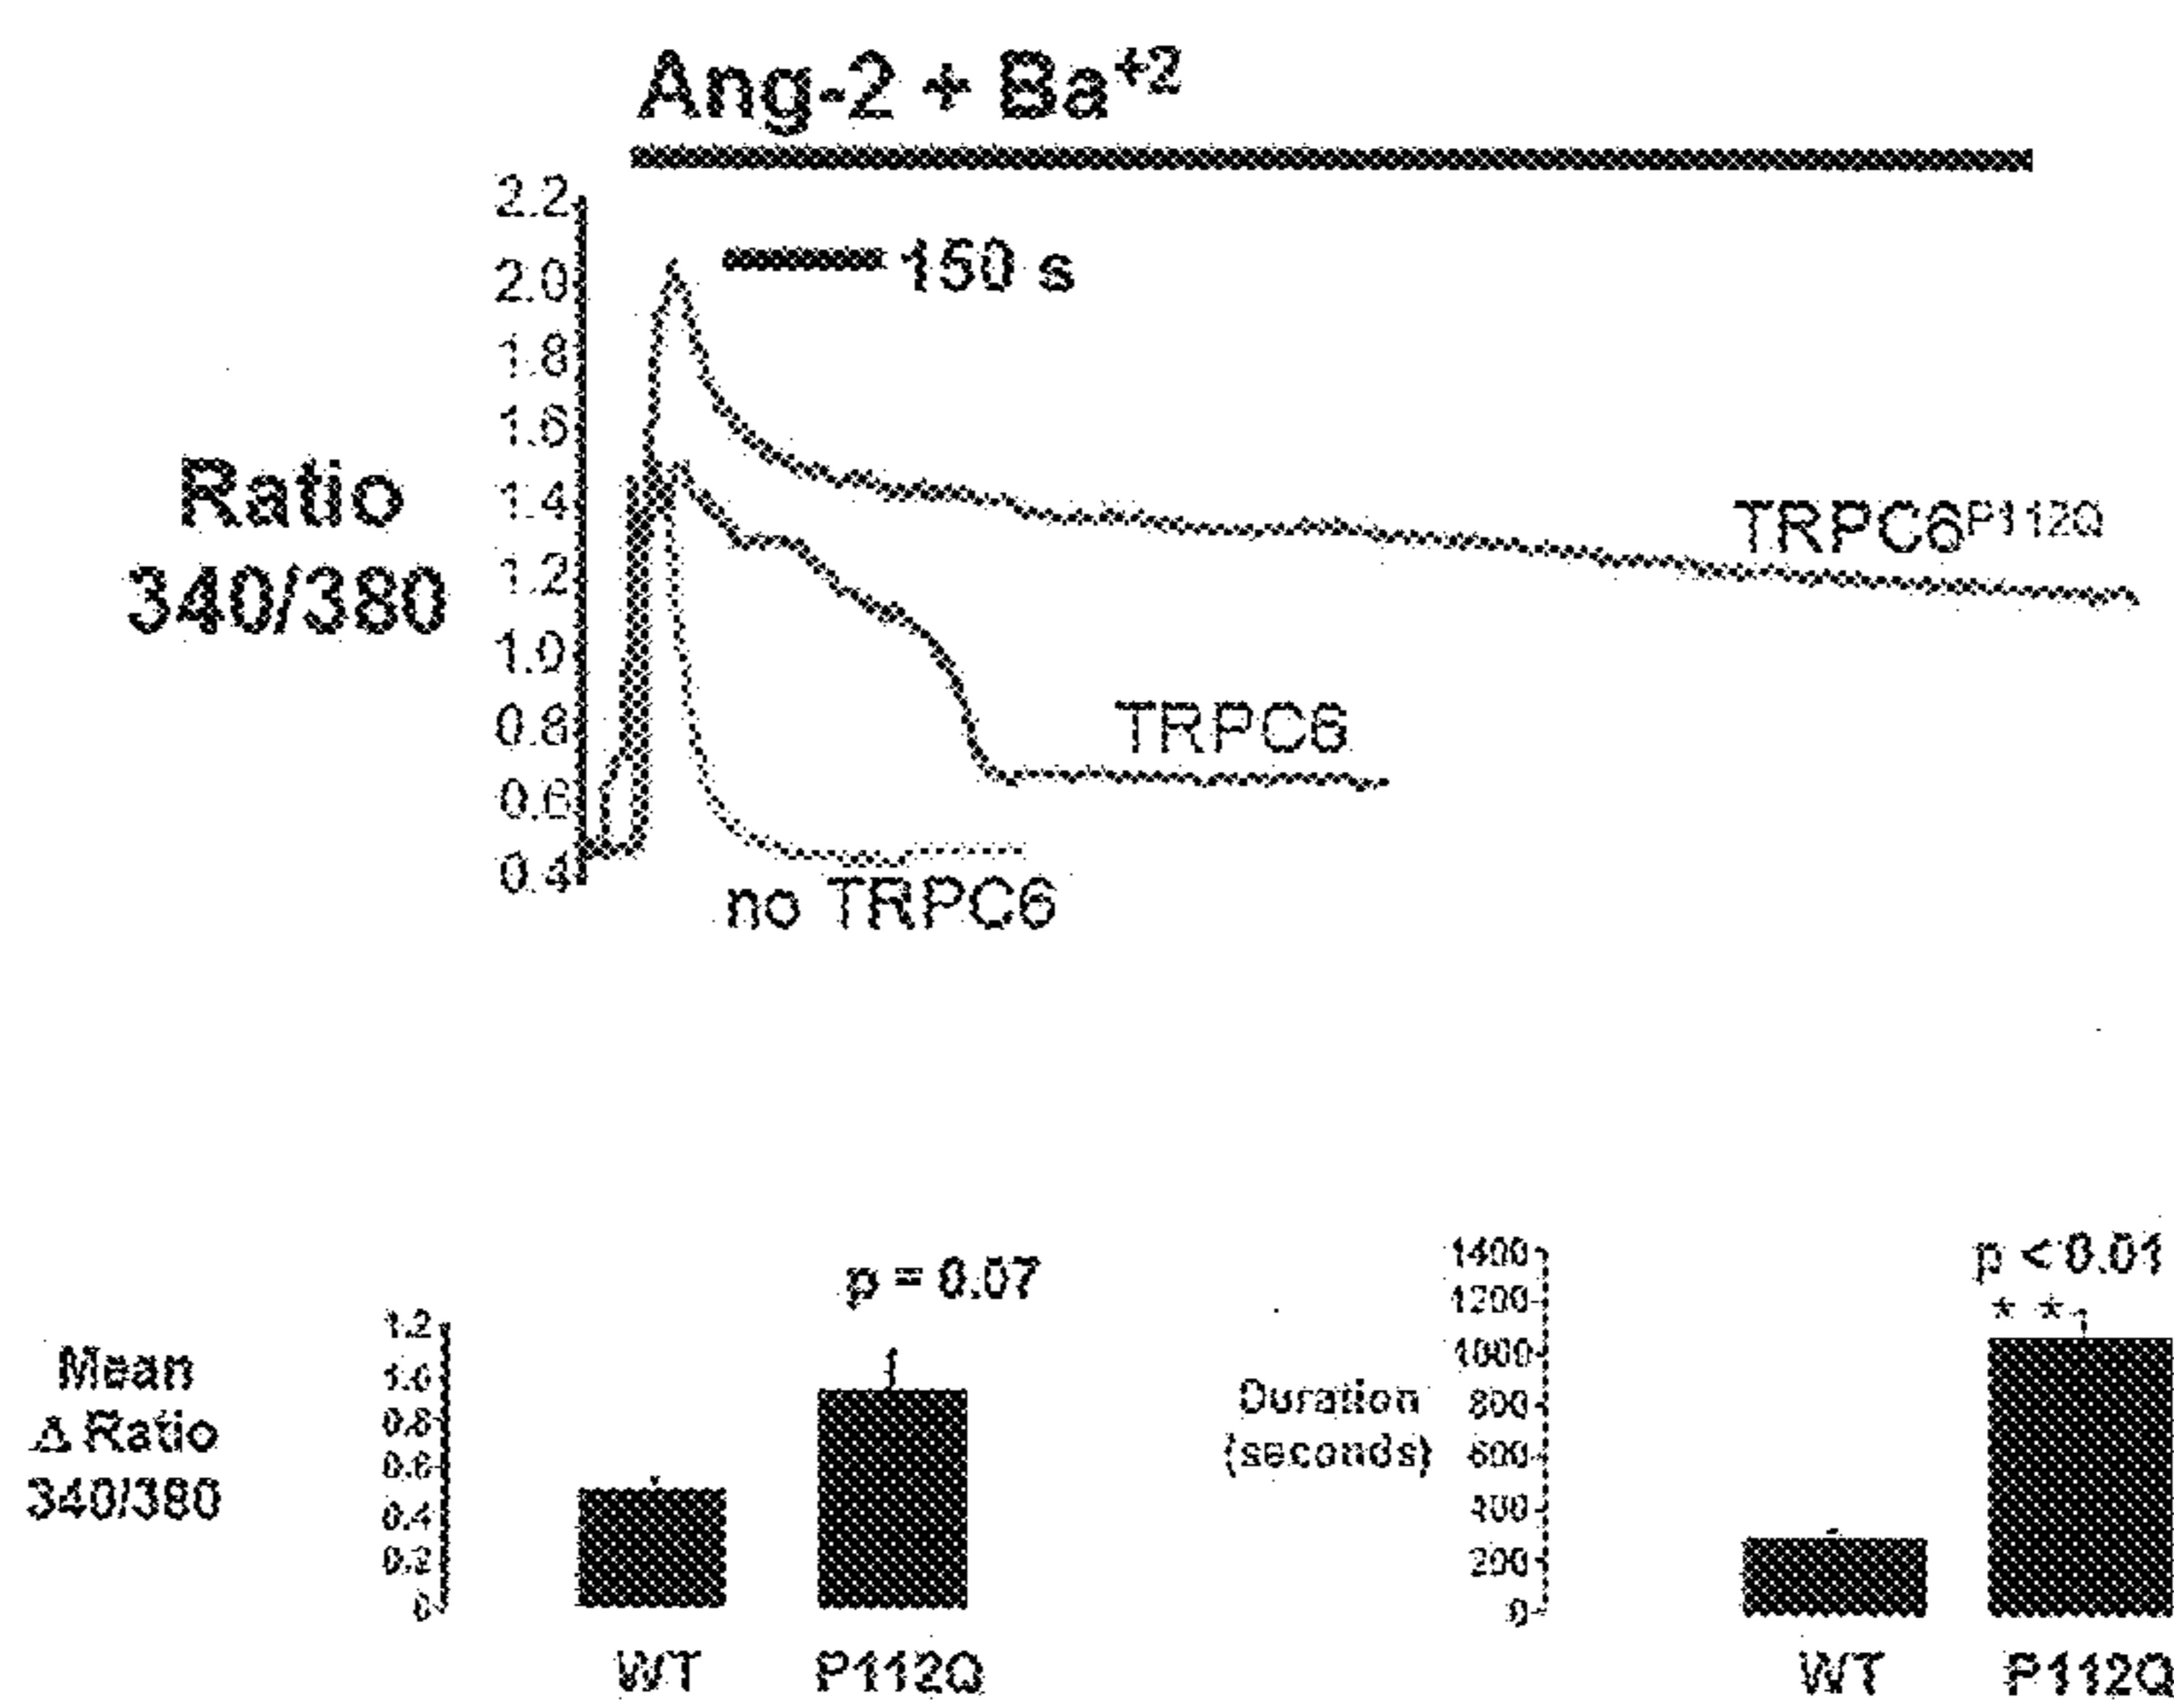 Ang-2 + Ba+2
2.2
150 s
2.0
1.8
1.6
1.4
1.2
1.0
0.8
0.6
0.4
Ratio
340/380
TRPC6P112Q
TRPC6
no TRPC6
p = 0.07
1.2
1.0
0.8
0.6
0.4
0.2
0
Mean
Δ Ratio
340/380
WT P112Q
p < 0.01
* *
1400
1200
1000
800
600
400
200
0
Duration
(seconds)
WT P112Q